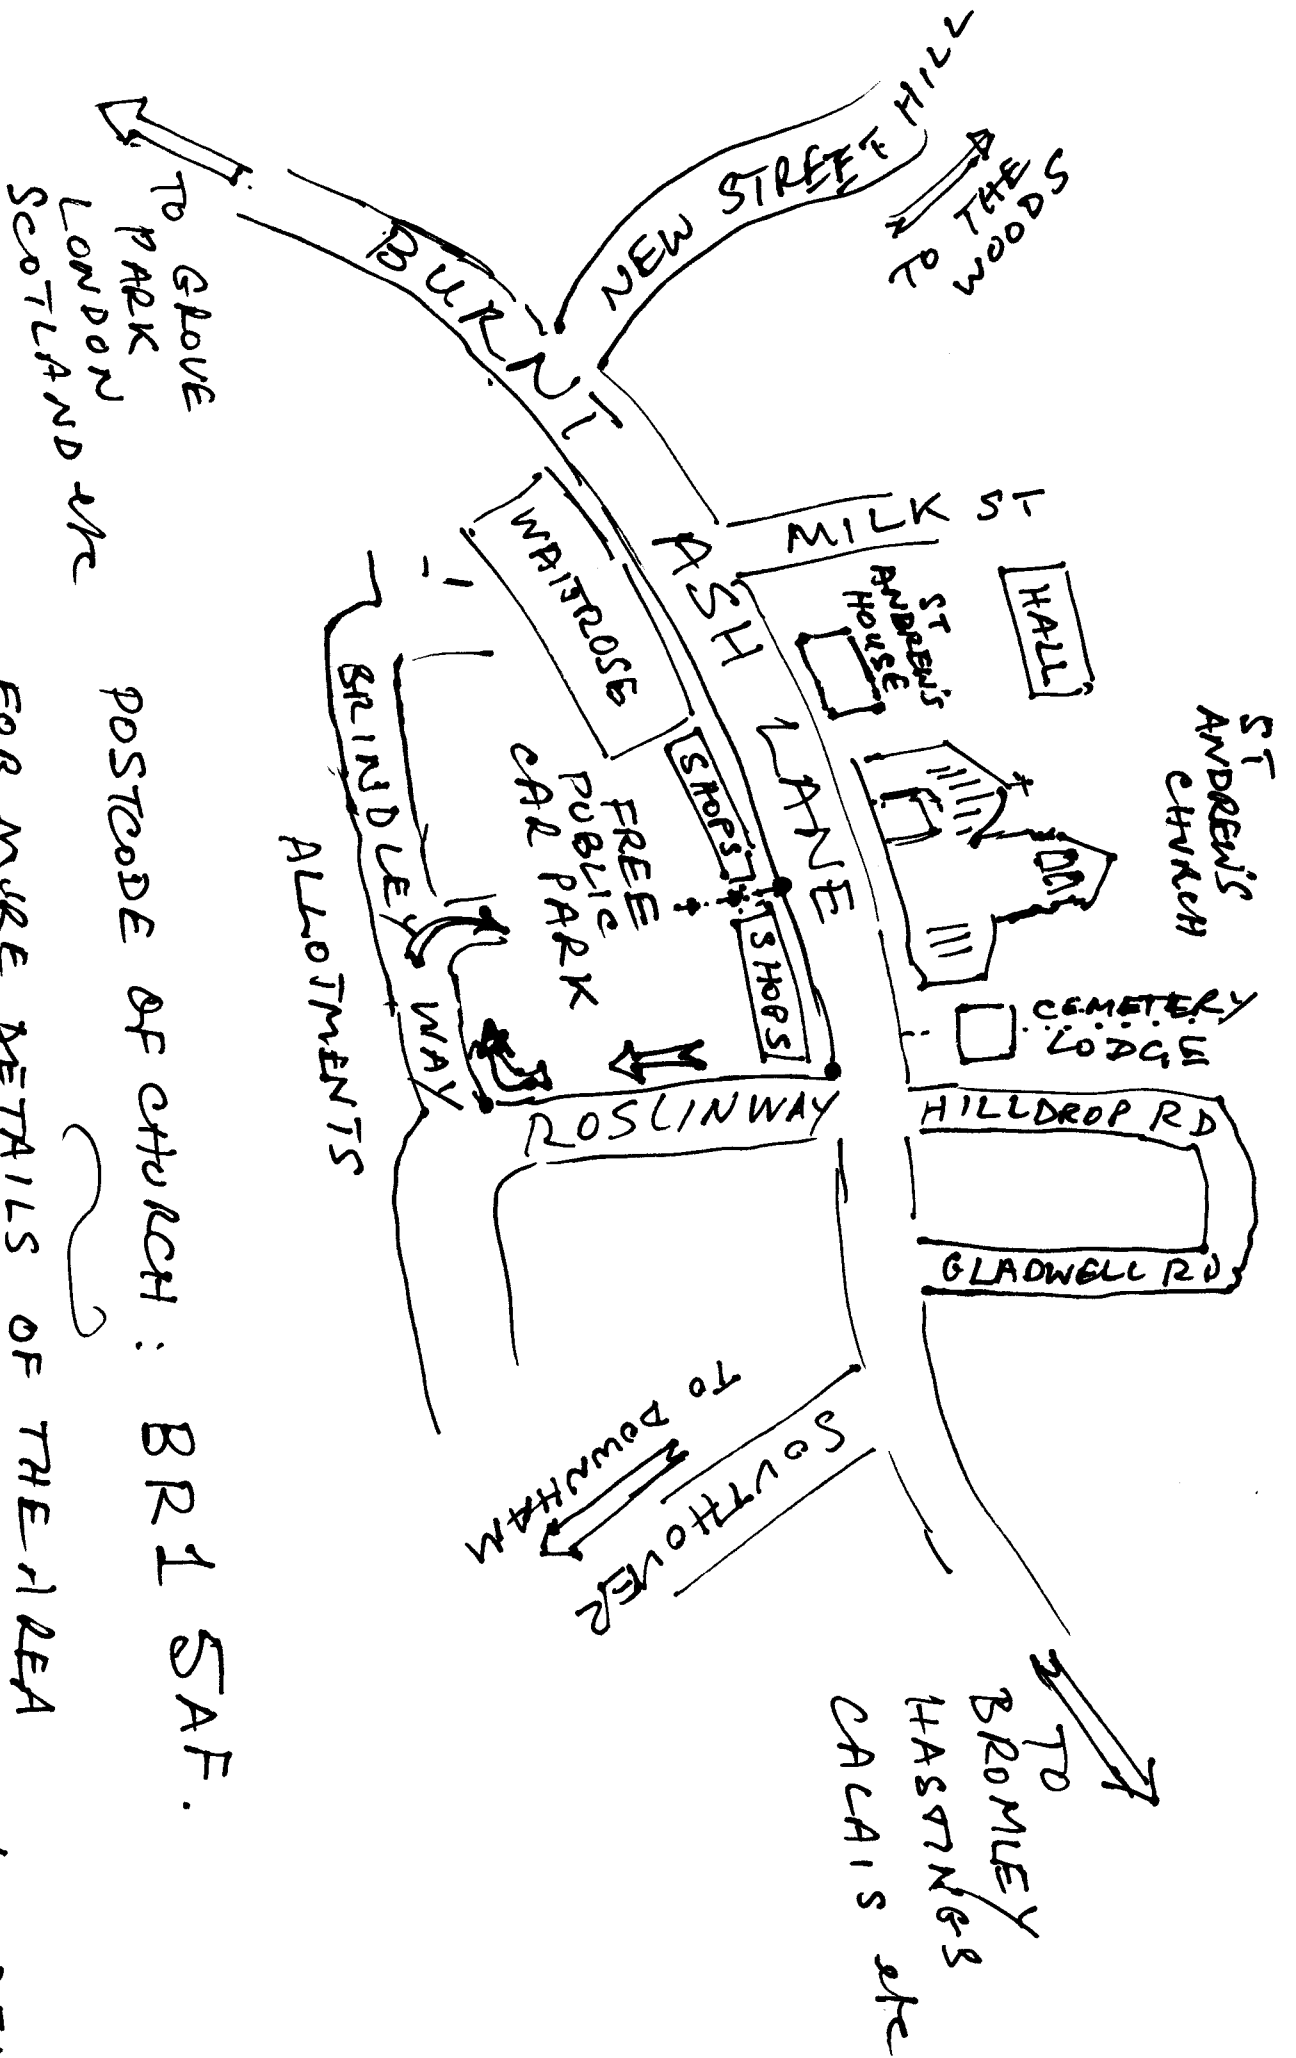 ST
ANDREW'S
CHURCH
HALL
ST
ANDREW'S
HOUSE
CEMETERY
LODGE
TO THE
WOODS
NEW STREET HILL
MILK ST
HILLDROP RD
GLADWELL RD
BURNT ASH LANE
WAITROSE
SHOPS
SHOPS
FREE
PUBLIC
CAR PARK
ROSLIN WAY
BRINDLEY WAY
ALLOTMENTS
SOUTHOVER
TO DOWNHAM
TO
BROMLEY
HASTINGS
CALAIS etc
TO GROVE
PARK
LONDON
SCOTLAND etc
POSTCODE OF CHURCH : BR1 5AF.
FOR MORE DETAILS OF THE AREA